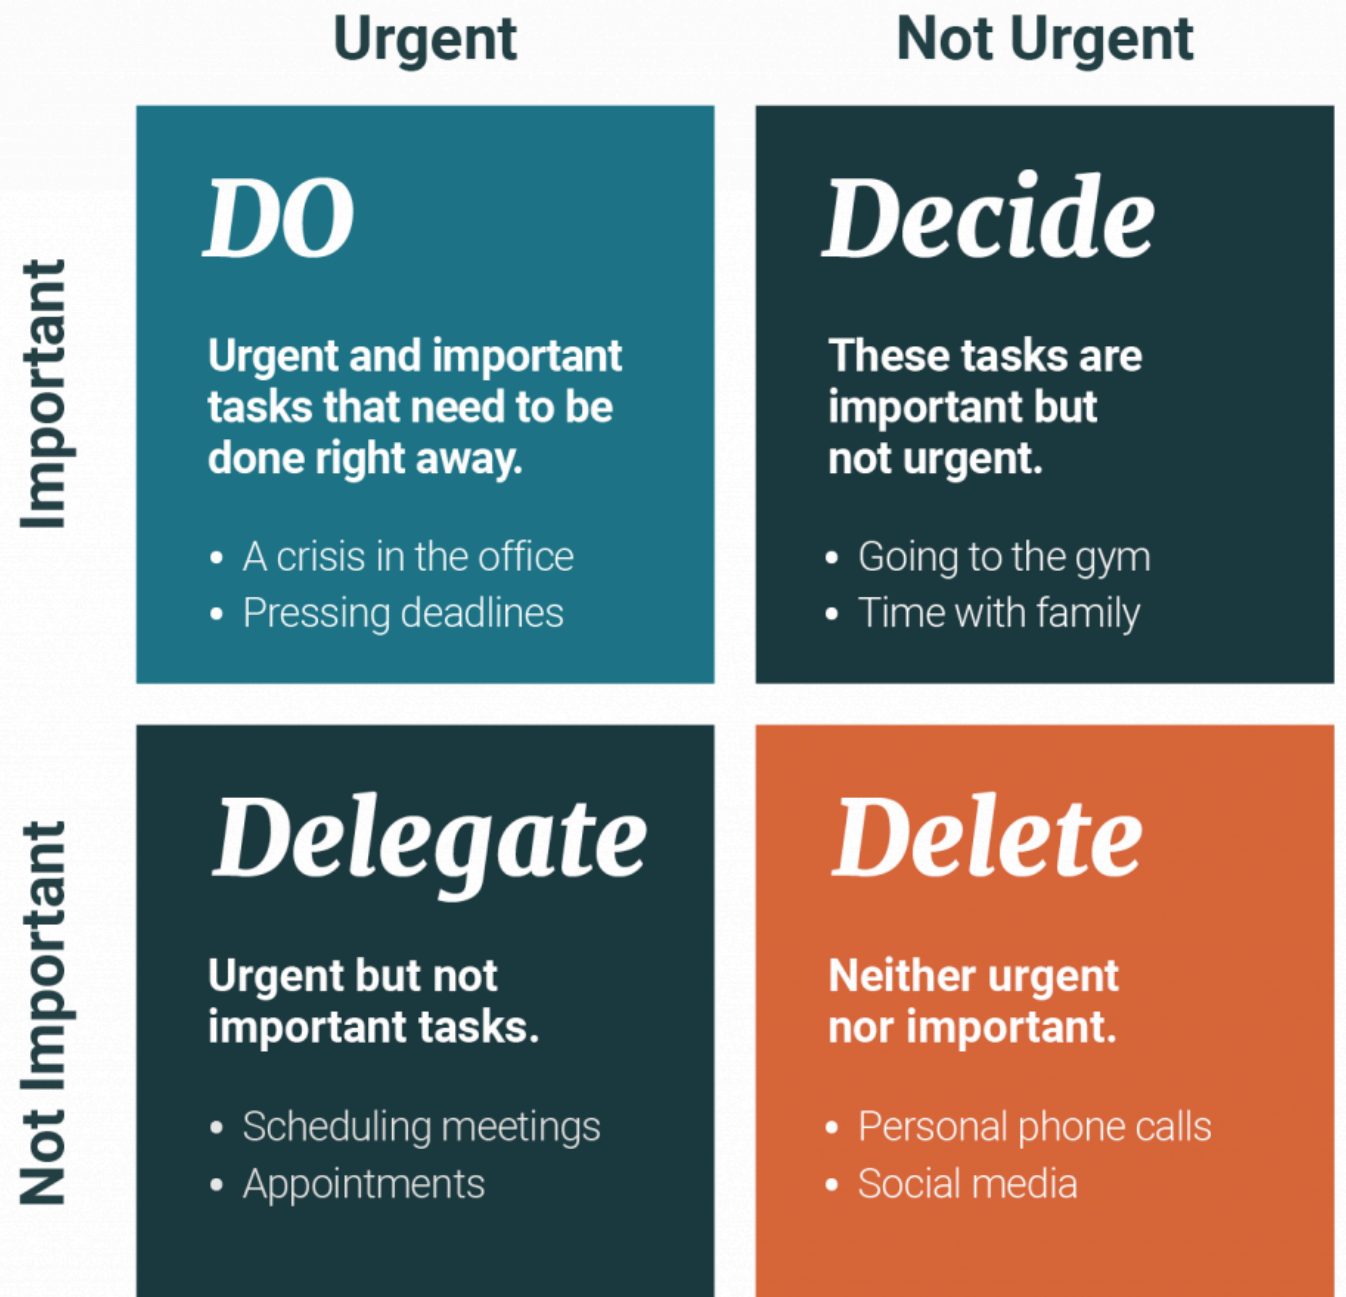 Urgent
Not Urgent
Important
DO
Urgent and important
tasks that need to be
done right away.
• A crisis in the office
• Pressing deadlines
Decide
These tasks are
important but
not urgent.
• Going to the gym
• Time with family
Not Important
Delegate
Urgent but not
important tasks.
• Scheduling meetings
• Appointments
Delete
Neither urgent
nor important.
• Personal phone calls
• Social media